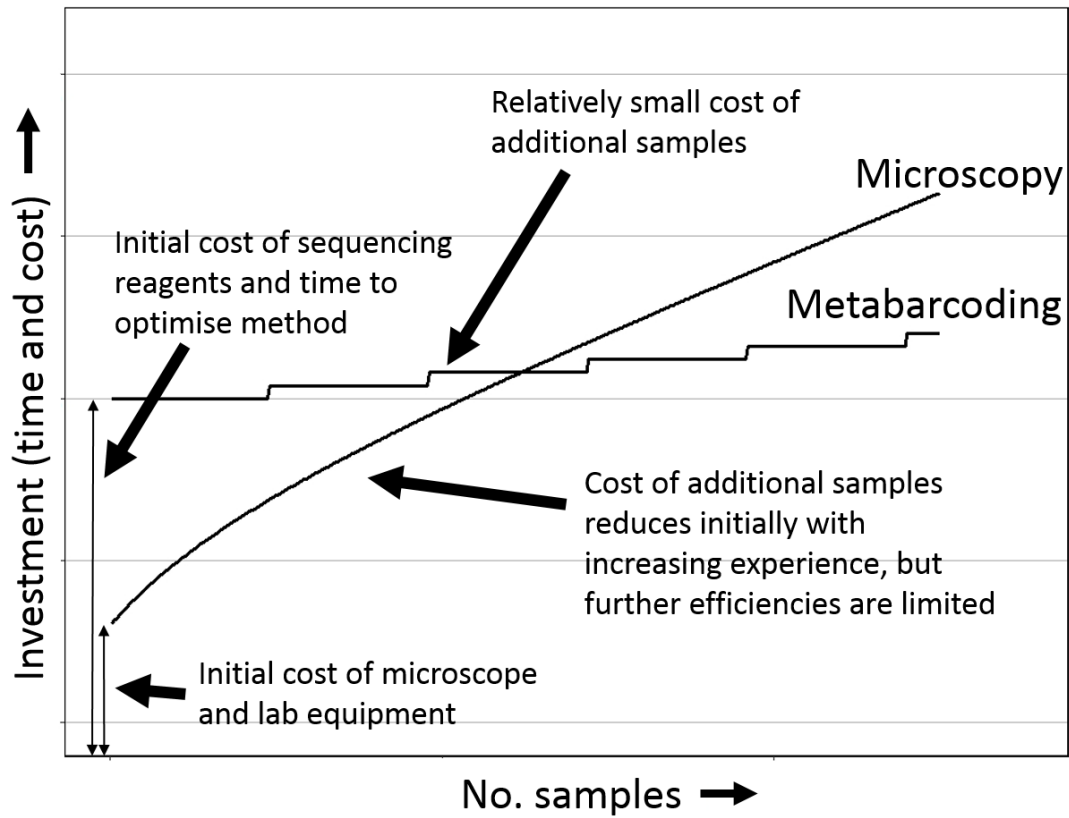 Relatively small cost of
additional samples
Microscopy
Initial cost of sequencing
reagents and time to
optimise method
Metabarcoding
Cost of additional samples
reduces initially with
increasing experience, but
further efficiencies are limited
Initial cost of microscope
and lab equipment
Investment (time and cost)
No. samples